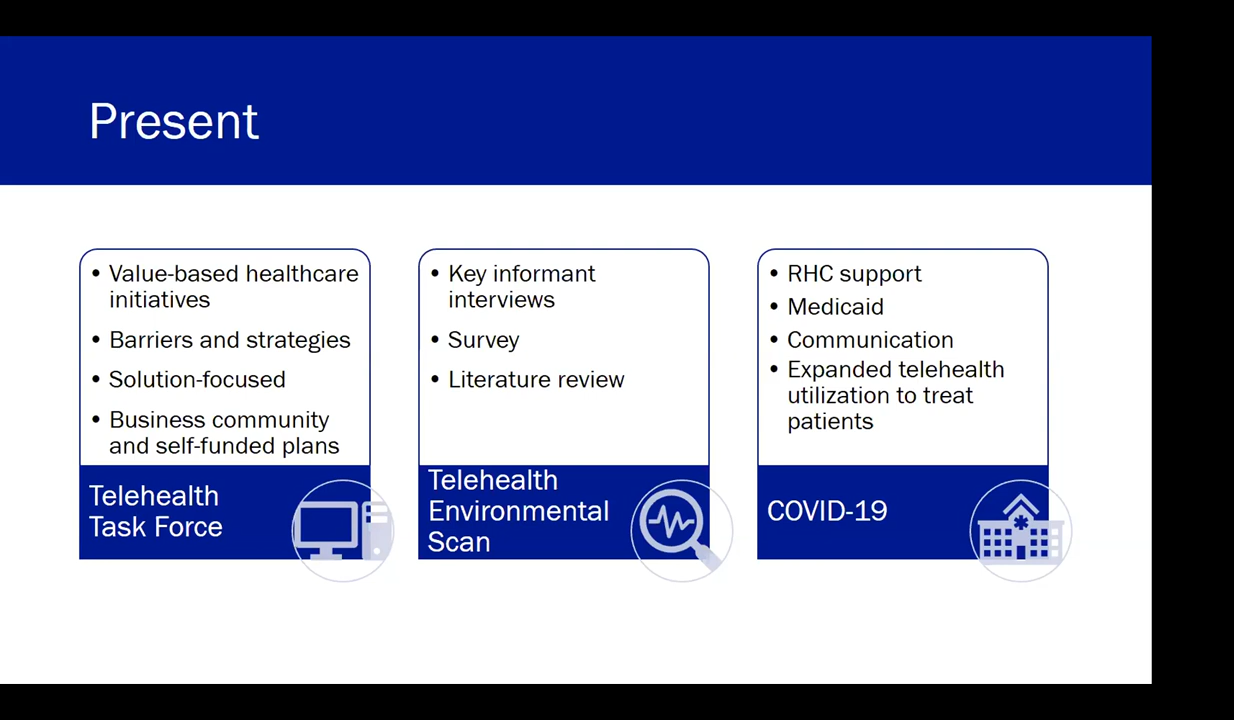 Present
• Value-based healthcare
initiatives
• Barriers and strategies
• Solution-focused
• Business community
and self-funded plans
Telehealth
Task Force
• Key informant
interviews
• Survey
• Literature review
Telehealth
Environmental
Scan
• RHC support
• Medicaid
• Communication
• Expanded telehealth
utilization to treat
patients
COVID-19